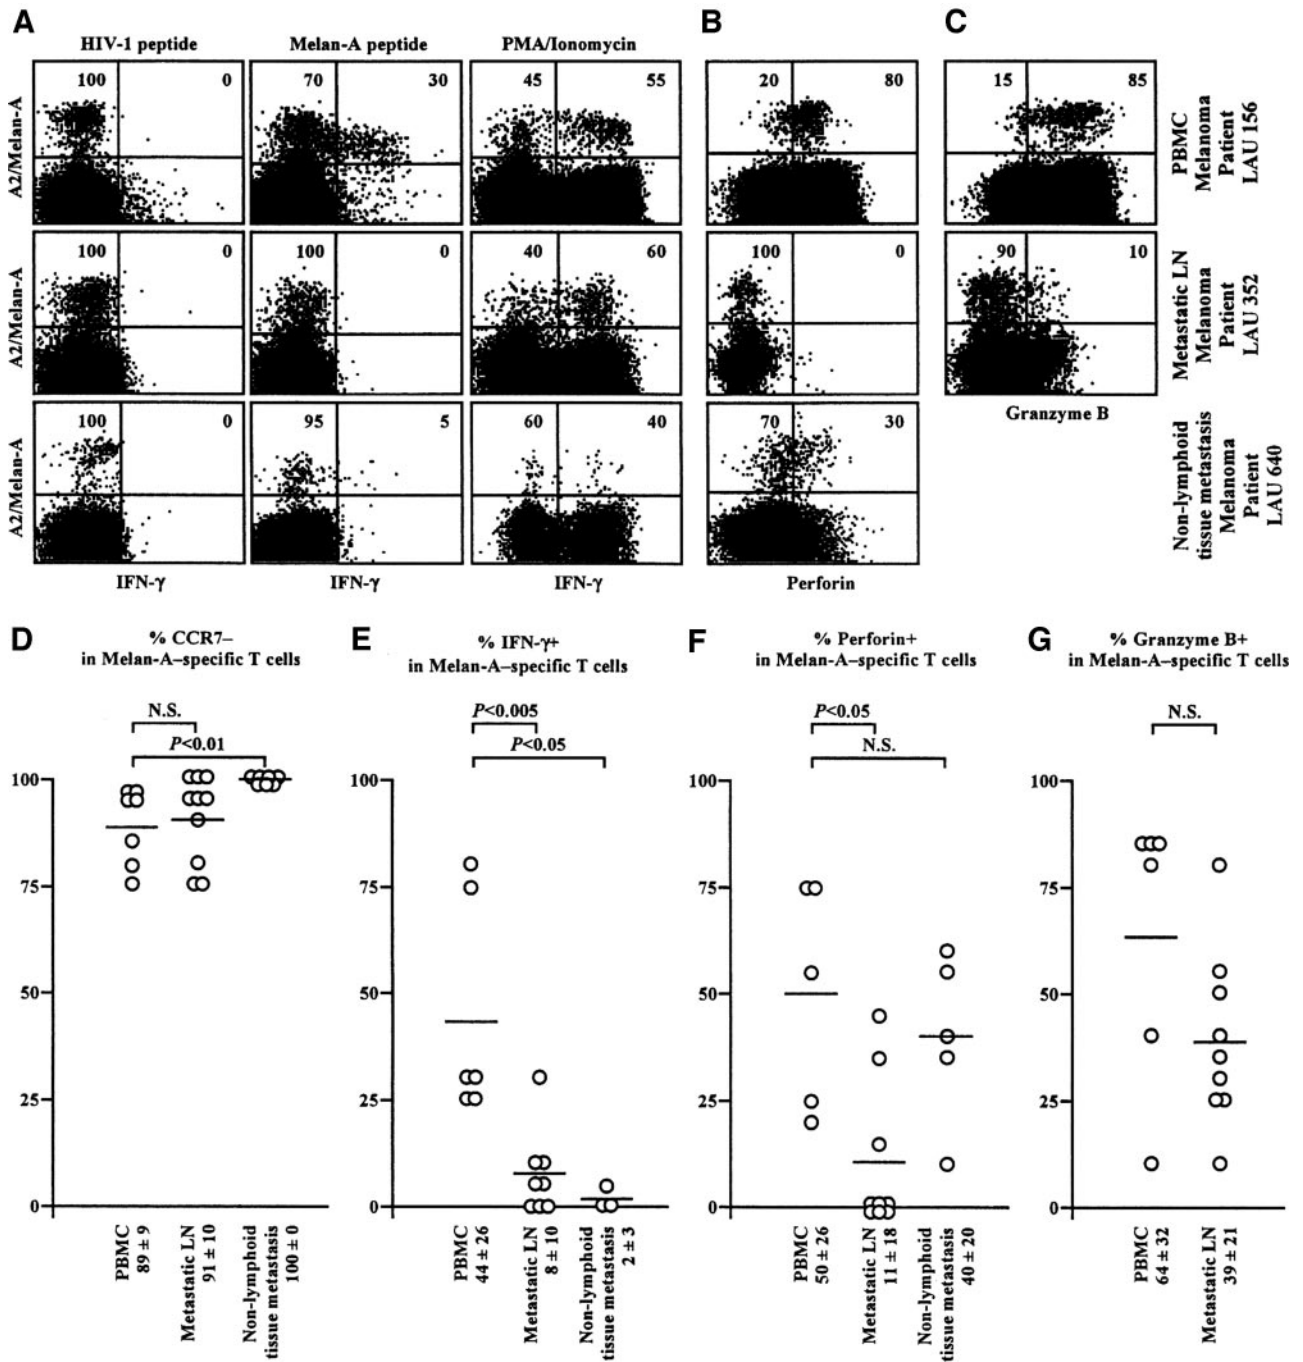 A
B
C
HIV-1 peptide
Melan-A peptide
PMA/Ionomycin
A2/Melan-A
100 0
70 30
45 55
20 80
15 85
PBMC
Melanoma
Patient
LAU 156
A2/Melan-A
100 0
100 0
40 60
100 0
90 10
Metastatic LN
Melanoma
Patient
LAU 352
Granzyme B
A2/Melan-A
100 0
95 5
60 40
70 30
Non-lymphoid
tissue metastasis
Melanoma
Patient
LAU 640
IFN-γ
IFN-γ
IFN-γ
Perforin
D
% CCR7–
in Melan-A–specific T cells
N.S.
P<0.01
100
75
50
25
0
PBMC
89 ± 9
Metastatic LN
91 ± 10
Non-lymphoid
tissue metastasis
100 ± 0
E
% IFN-γ+
in Melan-A–specific T cells
P<0.005
P<0.05
100
75
50
25
0
PBMC
44 ± 26
Metastatic LN
8 ± 10
Non-lymphoid
tissue metastasis
2 ± 3
F
% Perforin+
in Melan-A–specific T cells
P<0.05
N.S.
100
75
50
25
0
PBMC
50 ± 26
Metastatic LN
11 ± 18
Non-lymphoid
tissue metastasis
40 ± 20
G
% Granzyme B+
in Melan-A–specific T cells
N.S.
100
75
50
25
0
PBMC
64 ± 32
Metastatic LN
39 ± 21